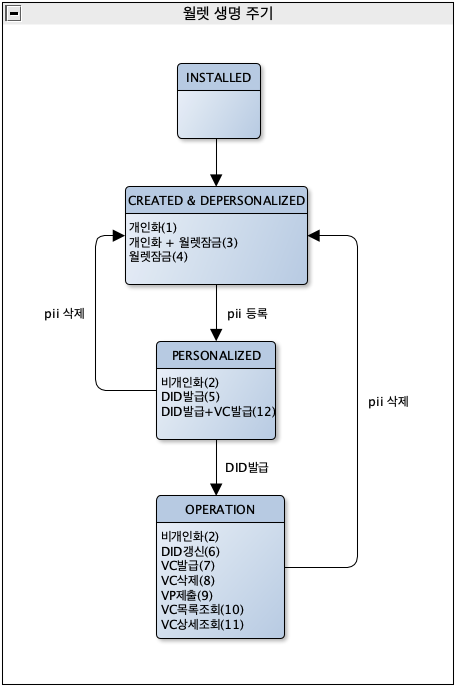 월렛 생명 주기
INSTALLED
CREATED & DEPERSONALIZED
개인화(1)
개인화 + 월렛잠금(3)
월렛잠금(4)
pii 삭제
pii 등록
PERSONALIZED
비개인화(2)
DID발급(5)
DID발급+VC발급(12)
pii 삭제
DID발급
OPERATION
비개인화(2)
DID갱신(6)
VC발급(7)
VC삭제(8)
VP제출(9)
VC목록조회(10)
VC상세조회(11)